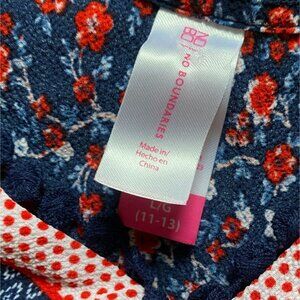 NO BOUNDARIES
Made in/
Hecho en
China
L/G
(11-13)